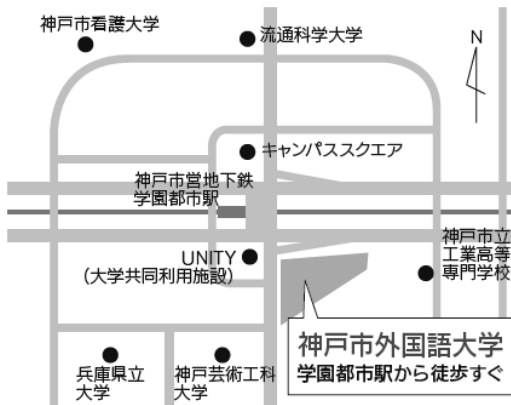 神戸市看護大学
流通科学大学
N
キャンパススクエア
神戸市営地下鉄
学園都市駅
UNITY
(大学共同利用施設)
神戸市立
工業高等
専門学校
神戸市外国語大学
学園都市駅から徒歩すぐ
兵庫県立
大学
神戸芸術工科
大学